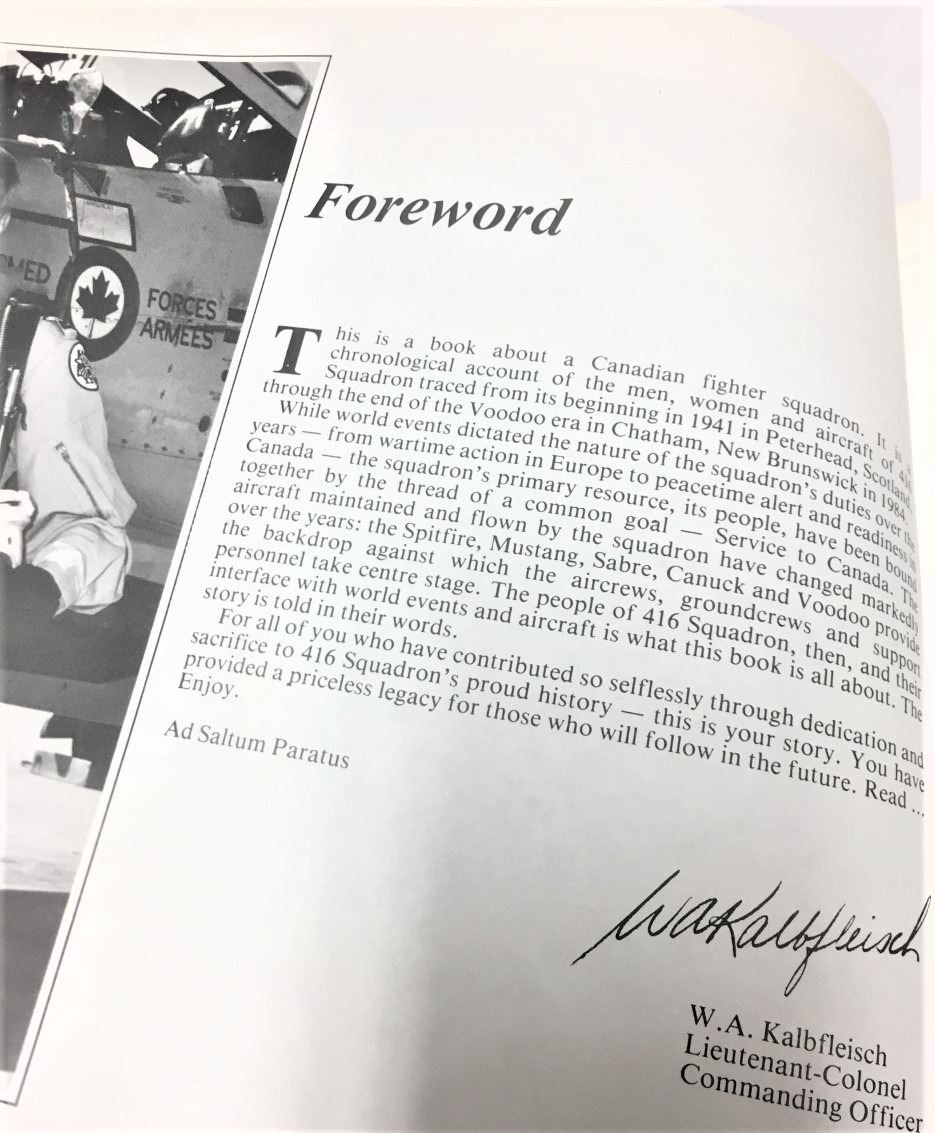 Foreword
This is a book about a Canadian fighter squadron. It is a
chronological account of the men, women and aircraft of 416
Squadron traced from its beginning in 1941 in Peterhead, Scotland,
through the end of the Voodoo era in Chatham, New Brunswick in 1984.
While world events dictated the nature of the squadron's duties over the
years — from wartime action in Europe to peacetime alert and readiness in
Canada — the squadron's primary resource, its people, have been bound
together by the thread of a common goal — Service to Canada. The
aircraft maintained and flown by the squadron have changed markedly
over the years: the Spitfire, Mustang, Sabre, Canuck and Voodoo provide
the backdrop against which the aircrews, groundcrews and support
personnel take centre stage. The people of 416 Squadron, then, and their
interface with world events and aircraft is what this book is all about. The
story is told in their words.
For all of you who have contributed so selflessly through dedication and
sacrifice to 416 Squadron's proud history — this is your story. You have
provided a priceless legacy for those who will follow in the future. Read ...
Enjoy.
Ad Saltum Paratus
WAKalbfleisch
W.A. Kalbfleisch
Lieutenant-Colonel
Commanding Officer
MED
FORCES
ARMÉES